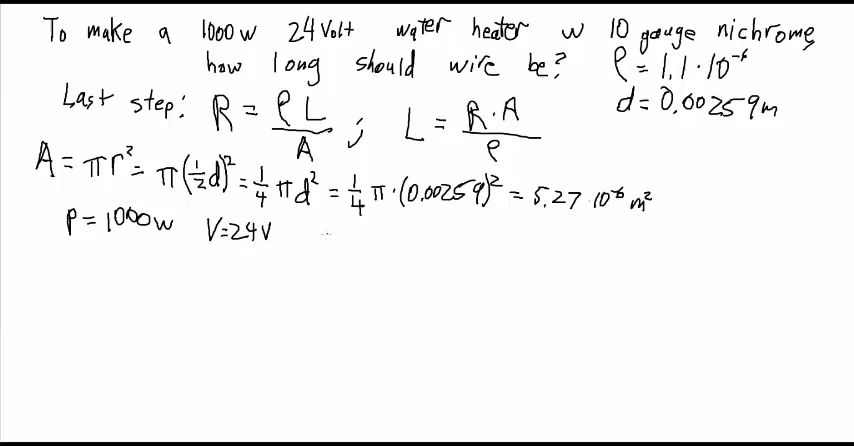 To make a 1000w 24Volt water heater w 10 gauge nichrome,
how long should wire be? ρ = 1.1 · 10⁻⁶
d = 0.00259m
Last step: R = ρL/A ; L = R·A/ρ
A = πr² = π(½d)² = ¼πd² = ¼π·(0.00259)² = 5.27·10⁻⁶ m²
P = 1000w V = 24V